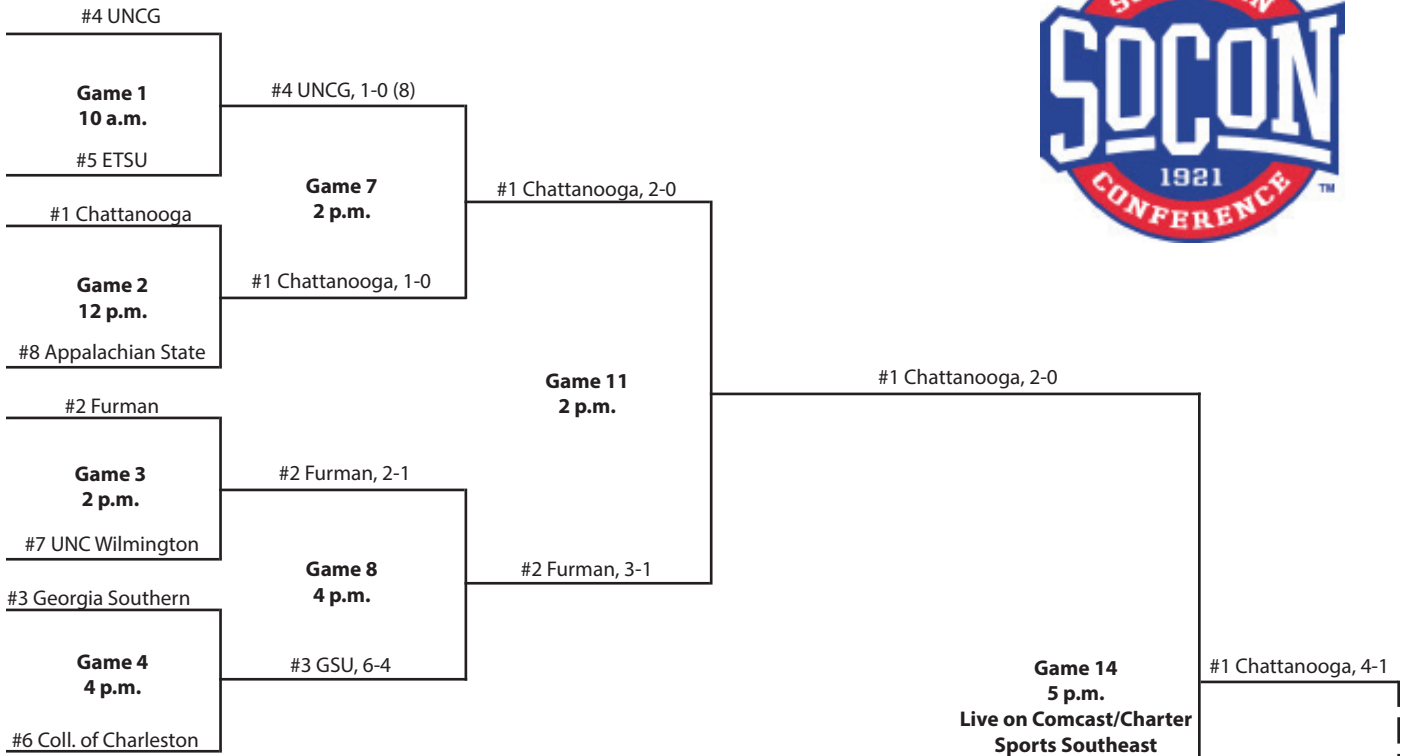 #4 UNCG
Game 1
10 a.m.
#5 ETSU
#4 UNCG, 1-0 (8)
#1 Chattanooga
Game 2
12 p.m.
#8 Appalachian State
#1 Chattanooga, 1-0
Game 7
2 p.m.
#1 Chattanooga, 2-0
#2 Furman
Game 3
2 p.m.
#7 UNC Wilmington
#2 Furman, 2-1
#3 Georgia Southern
Game 4
4 p.m.
#6 Coll. of Charleston
#3 GSU, 6-4
Game 8
4 p.m.
#2 Furman, 3-1
Game 11
2 p.m.
#1 Chattanooga, 2-0
Game 14
5 p.m.
Live on Comcast/Charter
Sports Southeast
#1 Chattanooga, 4-1
SOCON
1921
CONFERENCE
TM